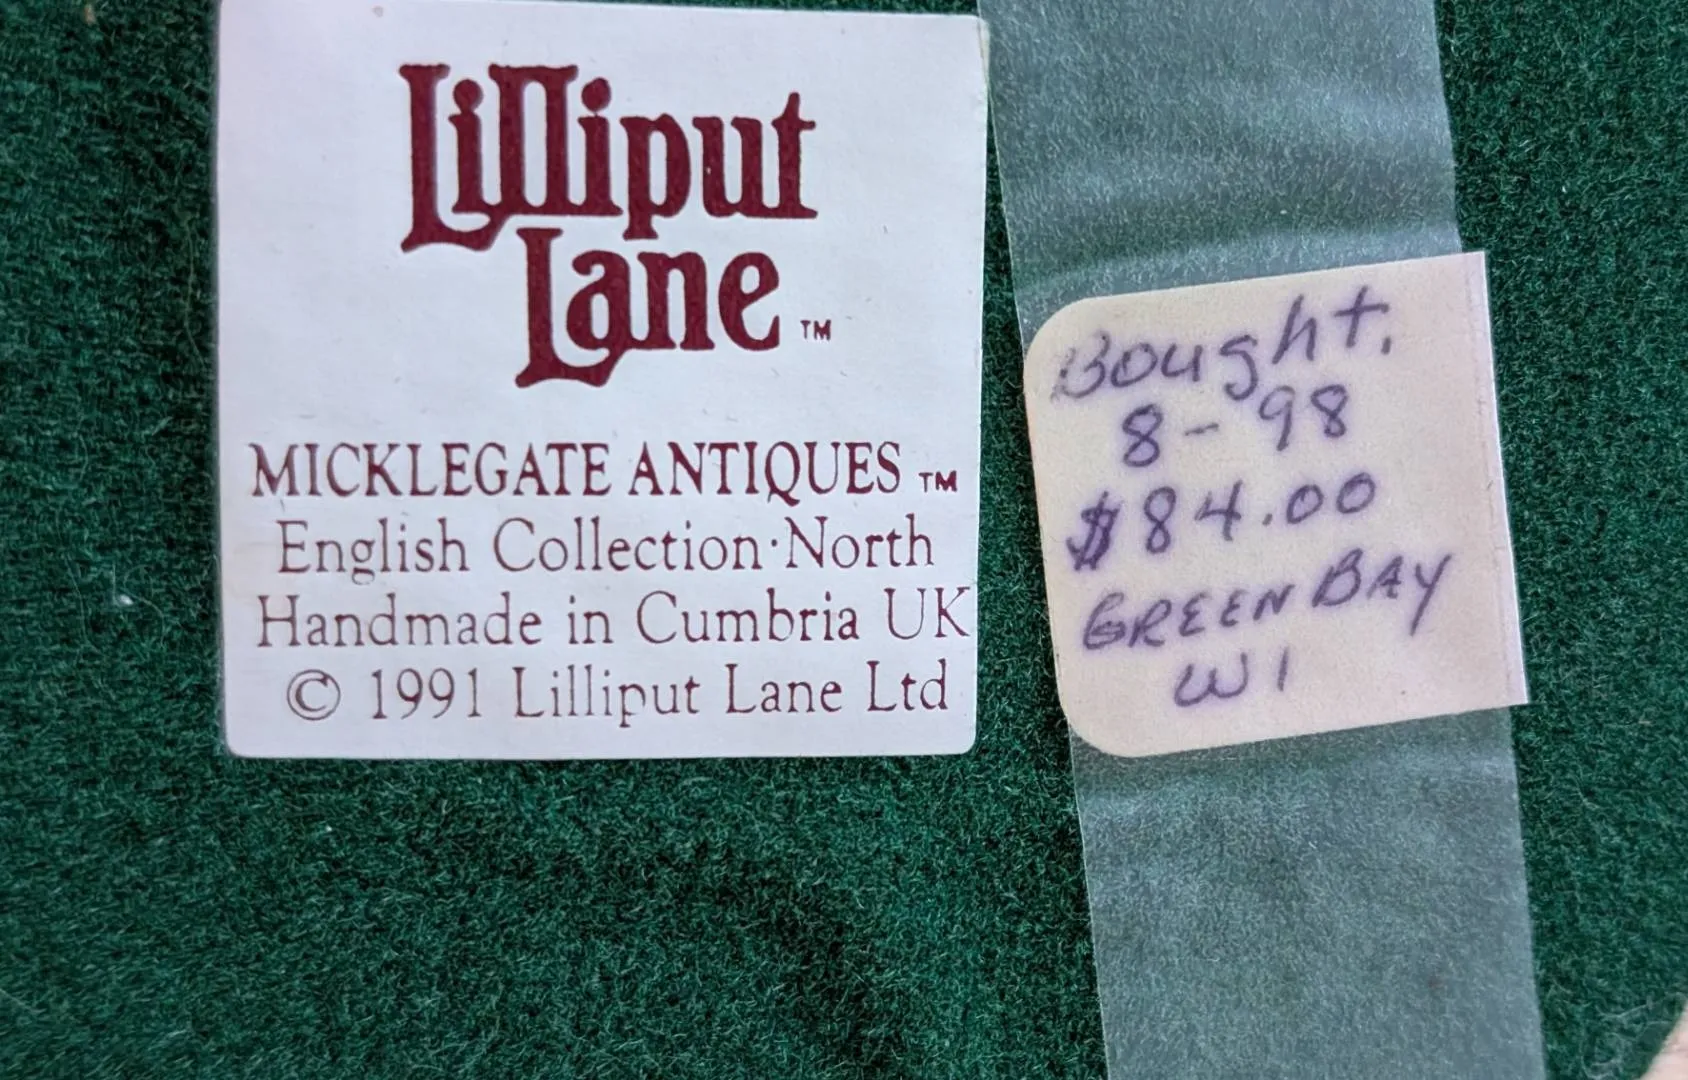 Lilliput
Lane ™
MICKLEGATE ANTIQUES ™
English Collection·North
Handmade in Cumbria UK
© 1991 Lilliput Lane Ltd
Bought.
8-98
$84.00
GREEN BAY
WI